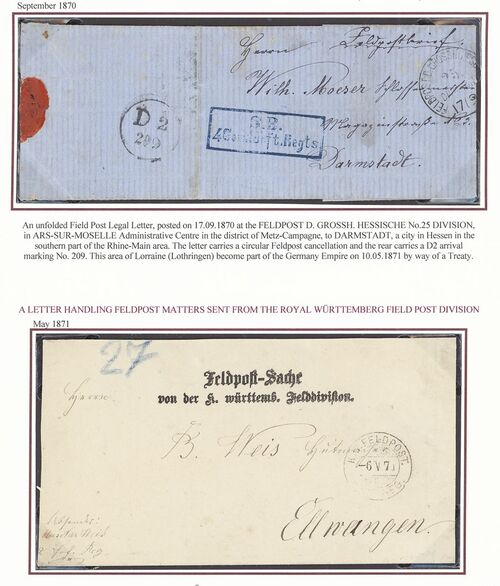 September 1870
Feldpostbrief.
Herrn
Wilh. Moeser Schlossermeister
D 2
209
S.B.
Darmstadt.
An unfolded Field Post Legal Letter, posted on 17.09.1870 at the FELDPOST D. GROSSH. HESSISCHE No.25 DIVISION,
in ARS-SUR-MOSELLE Administrative Centre in the district of Metz-Campagne, to DARMSTADT, a city in Hessen in the
southern part of the Rhine-Main area. The letter carries a circular Feldpost cancellation and the rear carries a D2 arrival
marking No. 209. This area of Lorraine (Lothringen) become part of the Germany Empire on 10.05.1871 by way of a Treaty.
A LETTER HANDLING FELDPOST MATTERS SENT FROM THE ROYAL WÜRTTEMBERG FIELD POST DIVISION
May 1871
27
Feldpost-Sache
von der K. württemb. Felddivision.
Herrn
B. Weis
FELDPOST.
6 V 71
Ellwangen.